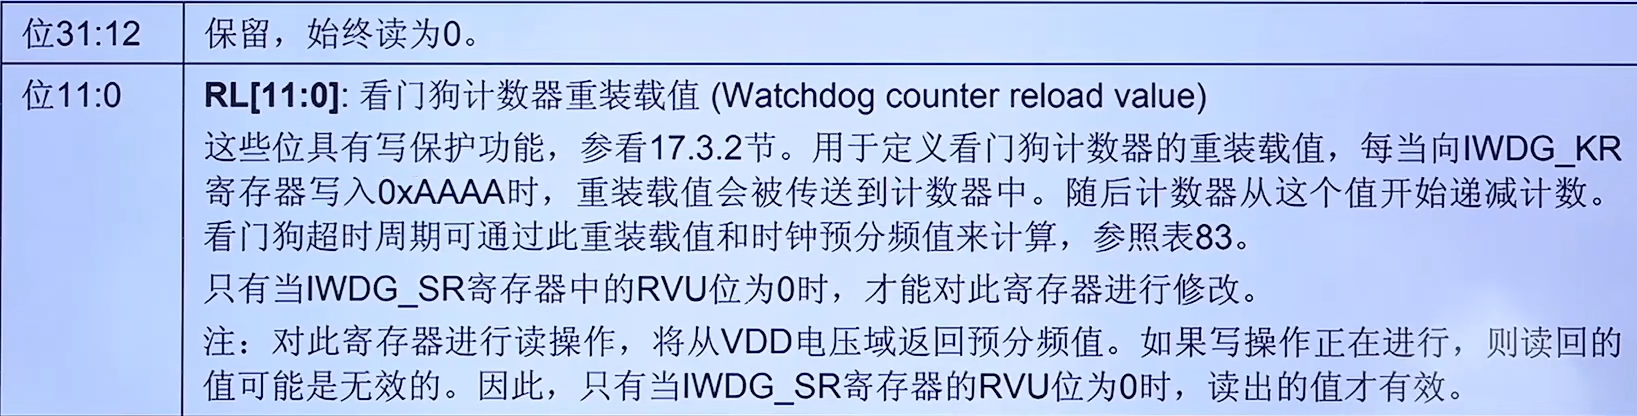 位31:12 保留，始终读为0。
位11:0 RL[11:0]: 看门狗计数器重装载值 (Watchdog counter reload value)
这些位具有写保护功能，参看17.3.2节。用于定义看门狗计数器的重装载值，每当向IWDG_KR
寄存器写入0xAAAA时，重装载值会被传送到计数器中。随后计数器从这个值开始递减计数。
看门狗超时周期可通过此重装载值和时钟预分频值来计算，参照表83。
只有当IWDG_SR寄存器中的RVU位为0时，才能对此寄存器进行修改。
注：对此寄存器进行读操作，将从VDD电压域返回预分频值。如果写操作正在进行，则读回的
值可能是无效的。因此，只有当IWDG_SR寄存器的RVU位为0时，读出的值才有效。